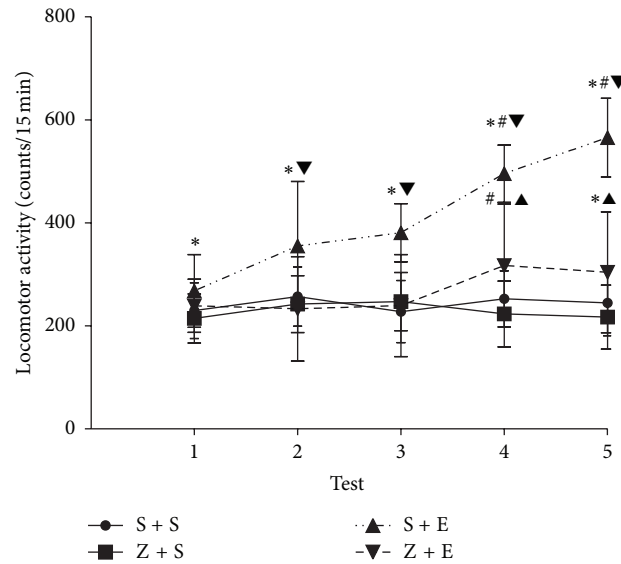 800
600
400
200
0
Locomotor activity (counts/15 min)
*#▼
*#▼
*▼
*▼
*
#▲
*▲
1 2 3 4 5
Test
S + S
S + E
Z + S
Z + E